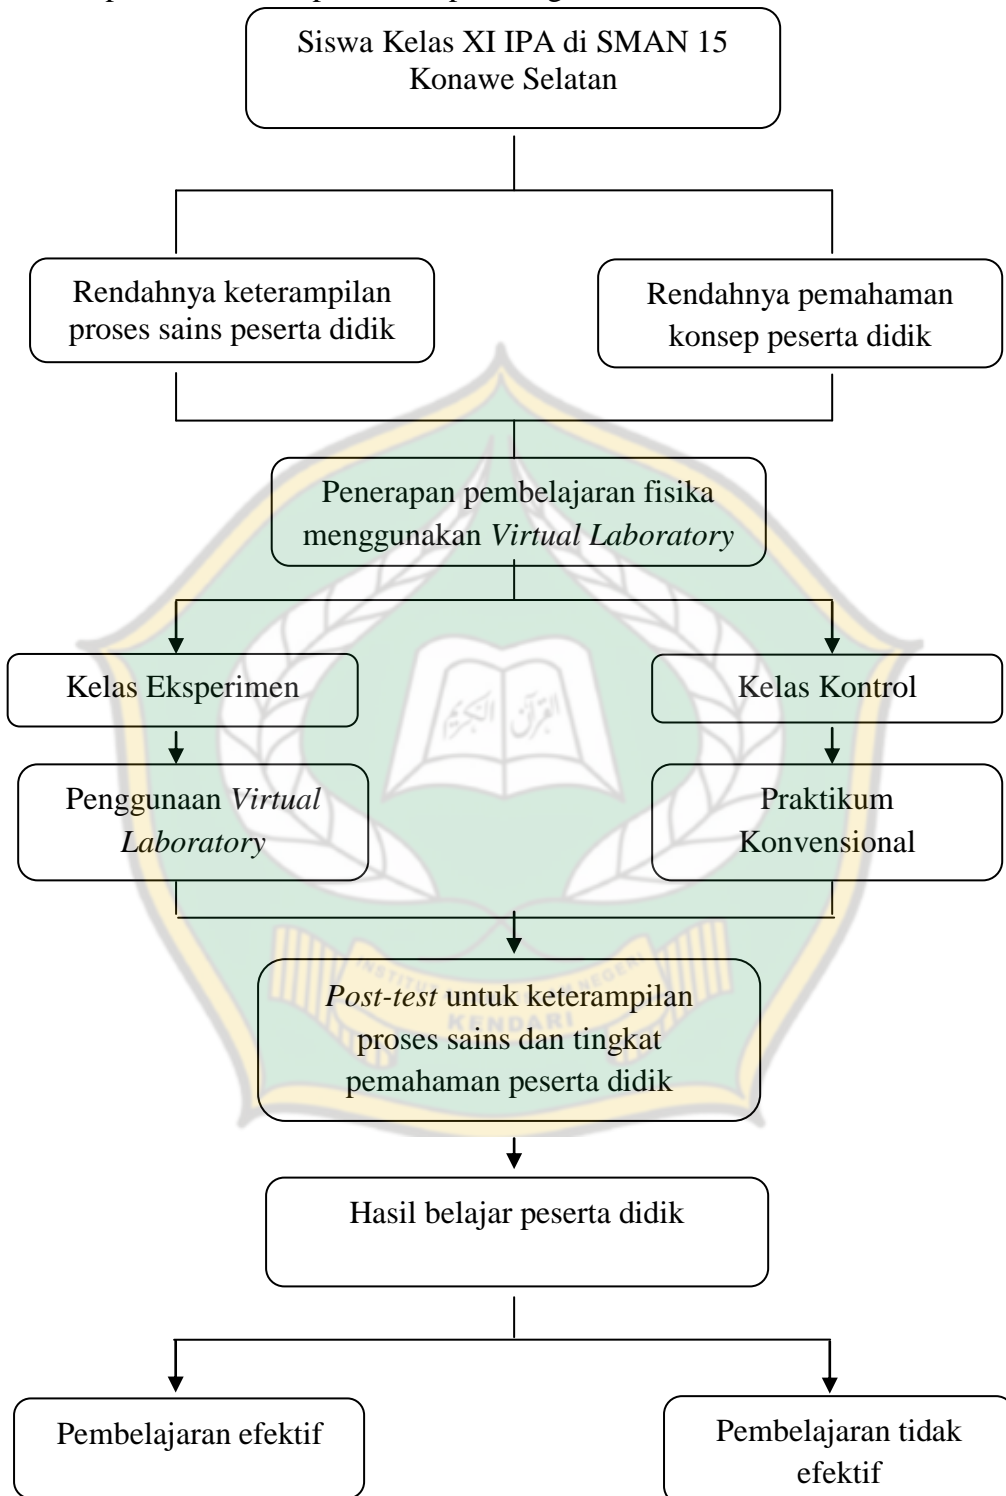 Siswa Kelas XI IPA di SMAN 15
Konawe Selatan
Rendahnya keterampilan
proses sains peserta didik
Rendahnya pemahaman
konsep peserta didik
Penerapan pembelajaran fisika
menggunakan Virtual Laboratory
Kelas Eksperimen
Kelas Kontrol
Penggunaan Virtual
Laboratory
Praktikum
Konvensional
Post-test untuk keterampilan
proses sains dan tingkat
pemahaman peserta didik
KENDARI
Hasil belajar peserta didik
Pembelajaran efektif
Pembelajaran tidak
efektif